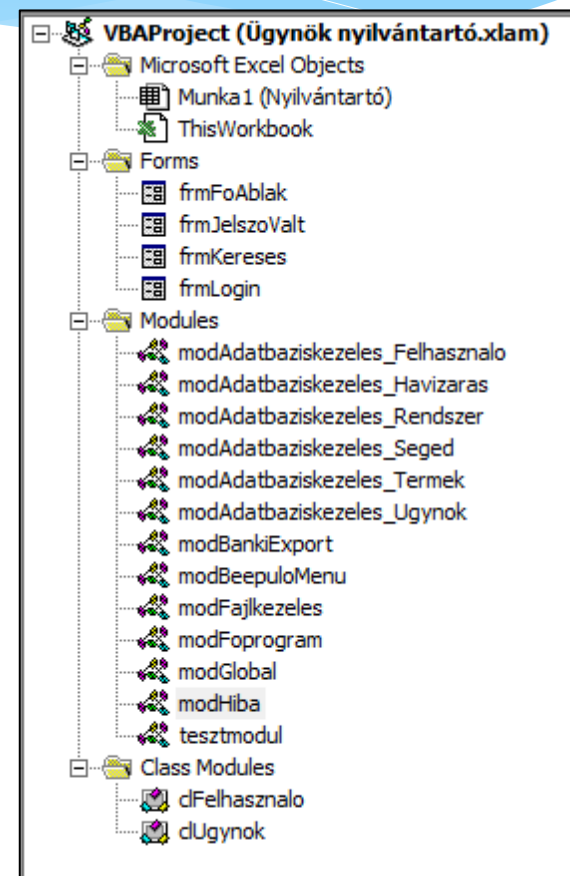 VBAProject (Ügynök nyilvántartó.xlam)
Microsoft Excel Objects
Munka1 (Nyilvántartó)
ThisWorkbook
Forms
frmFoAblak
frmJelszoValt
frmKereses
frmLogin
Modules
modAdatbaziskezeles_Felhasznalo
modAdatbaziskezeles_Havizaras
modAdatbaziskezeles_Rendszer
modAdatbaziskezeles_Seged
modAdatbaziskezeles_Termek
modAdatbaziskezeles_Ugynok
modBankiExport
modBeepuloMenu
modFajlkezeles
modFoprogram
modGlobal
modHiba
tesztmodul
Class Modules
clFelhasznalo
clUgynok